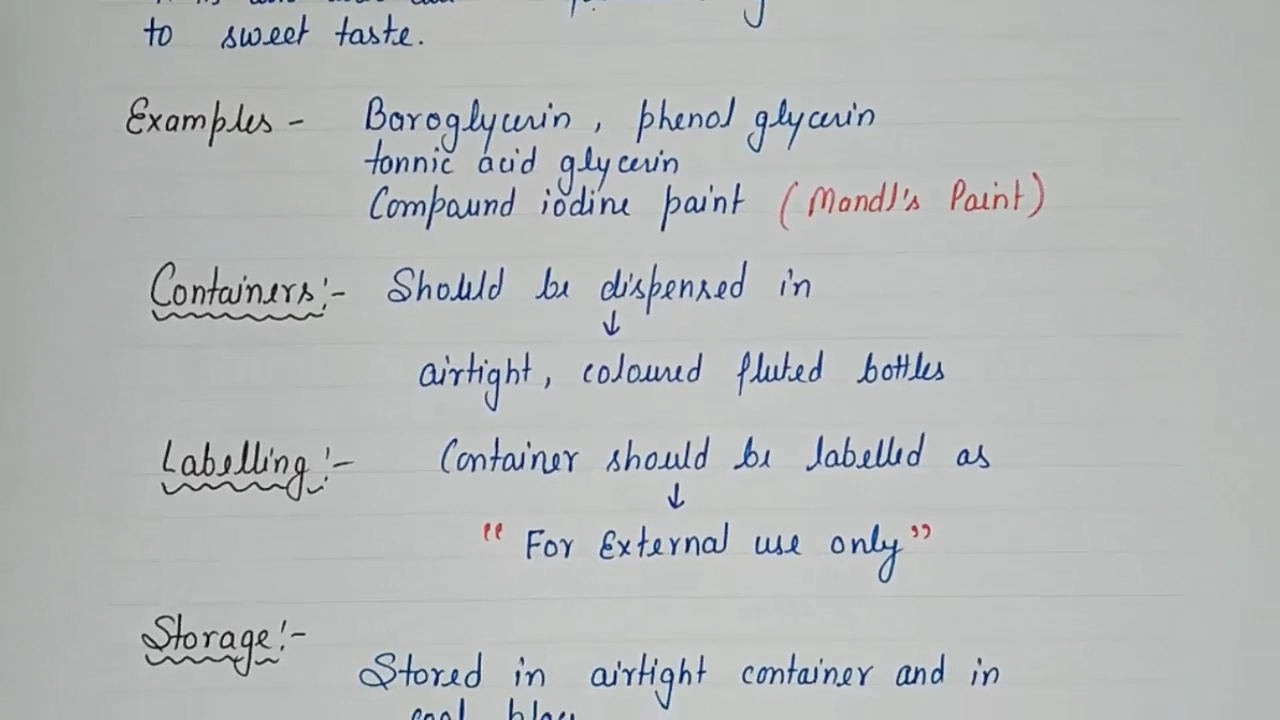 to sweet taste.
Examples - Boroglycerin, phenol glycerin
tannic acid glycerin
Compound iodine paint (Mandl's Paint)
Containers:- Should be dispensed in
↓
airtight, coloured fluted bottles
Labelling:- Container should be labelled as
↓
"For External use only"
Storage:-
Stored in airtight container and in